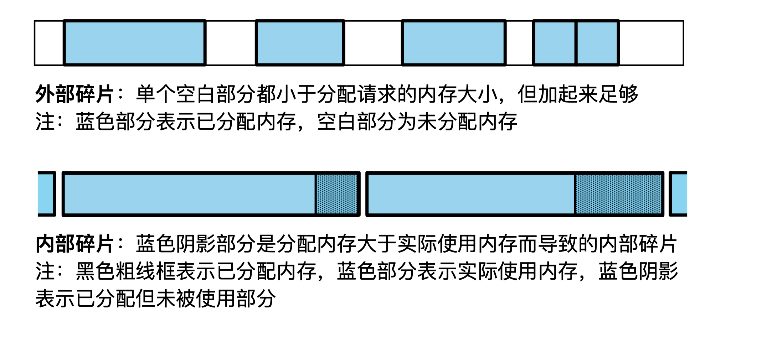 外部碎片：单个空白部分都小于分配请求的内存大小，但加起来足够
注：蓝色部分表示已分配内存，空白部分为未分配内存
内部碎片：蓝色阴影部分是分配内存大于实际使用内存而导致的内部碎片
注：黑色粗线框表示已分配内存，蓝色部分表示实际使用内存，蓝色阴影
表示已分配但未被使用部分